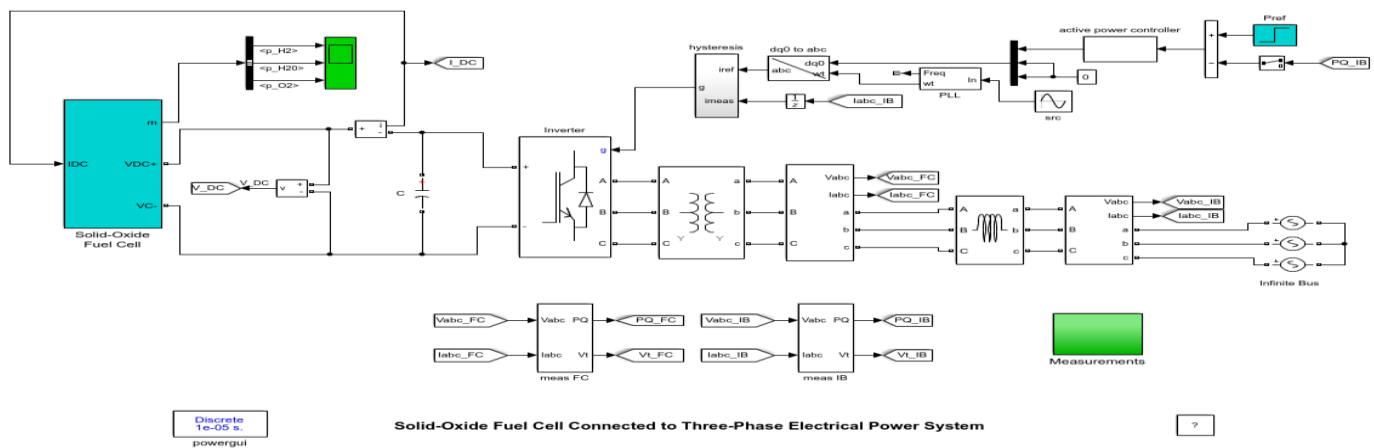 Pref
active power controller
hysteresis
dq0 to abc
<p_H2>
<p_H20>
<p_O2>
I_DC
iref
dq0
abc
wt
Freq
wt
In
PLL
0
PQ_IB
g
imeas
1
z
Iabc_IB
src
m
Inverter
IDC
VDC+
VC-
+
-
i
-
g
+
-
V_DC
V_DC
v
+
-
C
A
B
C
A
B
C
Y
Y
a
b
c
A
B
C
Vabc
Iabc
a
b
c
Vabc_FC
Iabc_FC
A
B
C
a
b
c
A
B
C
Vabc
Iabc
a
b
c
Vabc_IB
Iabc_IB
Solid-Oxide
Fuel Cell
Infinite Bus
Vabc_FC
Vabc
PQ
PQ_FC
Vabc_IB
Vabc
PQ
PQ_IB
Iabc_FC
Iabc
Vt
Vt_FC
Iabc_IB
Iabc
Vt
Vt_IB
meas FC
meas IB
Measurements
Discrete
1e-05 s.
powergui
Solid-Oxide Fuel Cell Connected to Three-Phase Electrical Power System
?